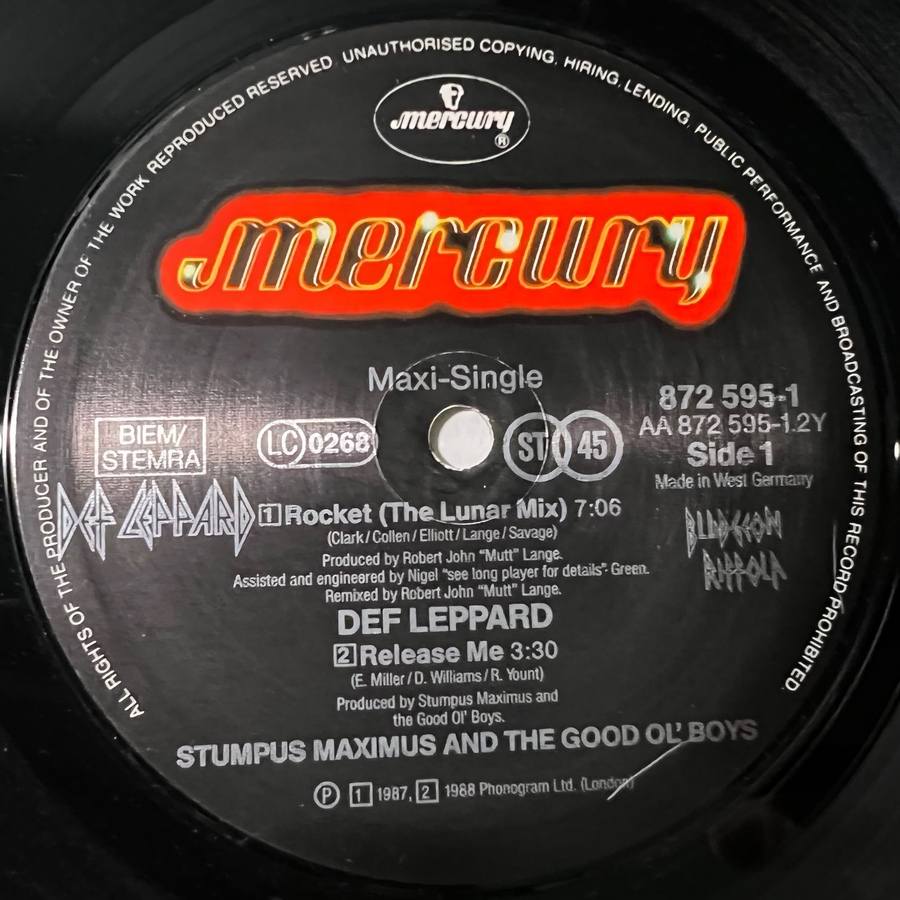 ALL RIGHTS OF THE PRODUCER AND OF THE OWNER OF THE WORK REPRODUCED RESERVED UNAUTHORISED COPYING, HIRING, LENDING, PUBLIC PERFORMANCE AND BROADCASTING OF THIS RECORD PROHIBITED.
mercury ®
mercury
Maxi-Single
BIEM/
STEMRA
LC 0268
ST 45
872 595-1
AA 872 595-1.2Y
Side 1
Made in West Germany
DEF LEPPARD
BLUDGEON
RIFFOLA
1 Rocket (The Lunar Mix) 7:06
(Clark / Collen / Elliott / Lange / Savage)
Produced by Robert John “Mutt” Lange.
Assisted and engineered by Nigel “see long player for details”- Green.
Remixed by Robert John “Mutt” Lange.
DEF LEPPARD
2 Release Me 3:30
(E. Miller / D. Williams / R. Yount)
Produced by Stumpus Maximus and
the Good Ol' Boys.
STUMPUS MAXIMUS AND THE GOOD OL' BOYS
Ⓟ 1 1987, 2 1988 Phonogram Ltd. (London)